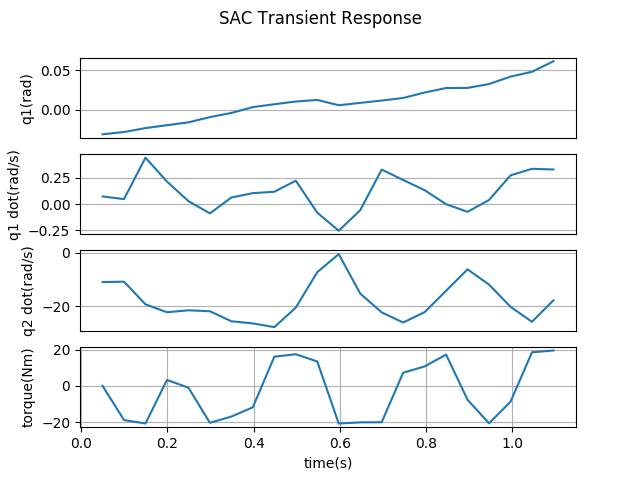 SAC Transient Response
q1(rad)
0.05
0.00
q1 dot(rad/s)
0.25
0.00
−0.25
q2 dot(rad/s)
0
−20
torque(Nm)
20
0
−20
0.0 0.2 0.4 0.6 0.8 1.0
time(s)